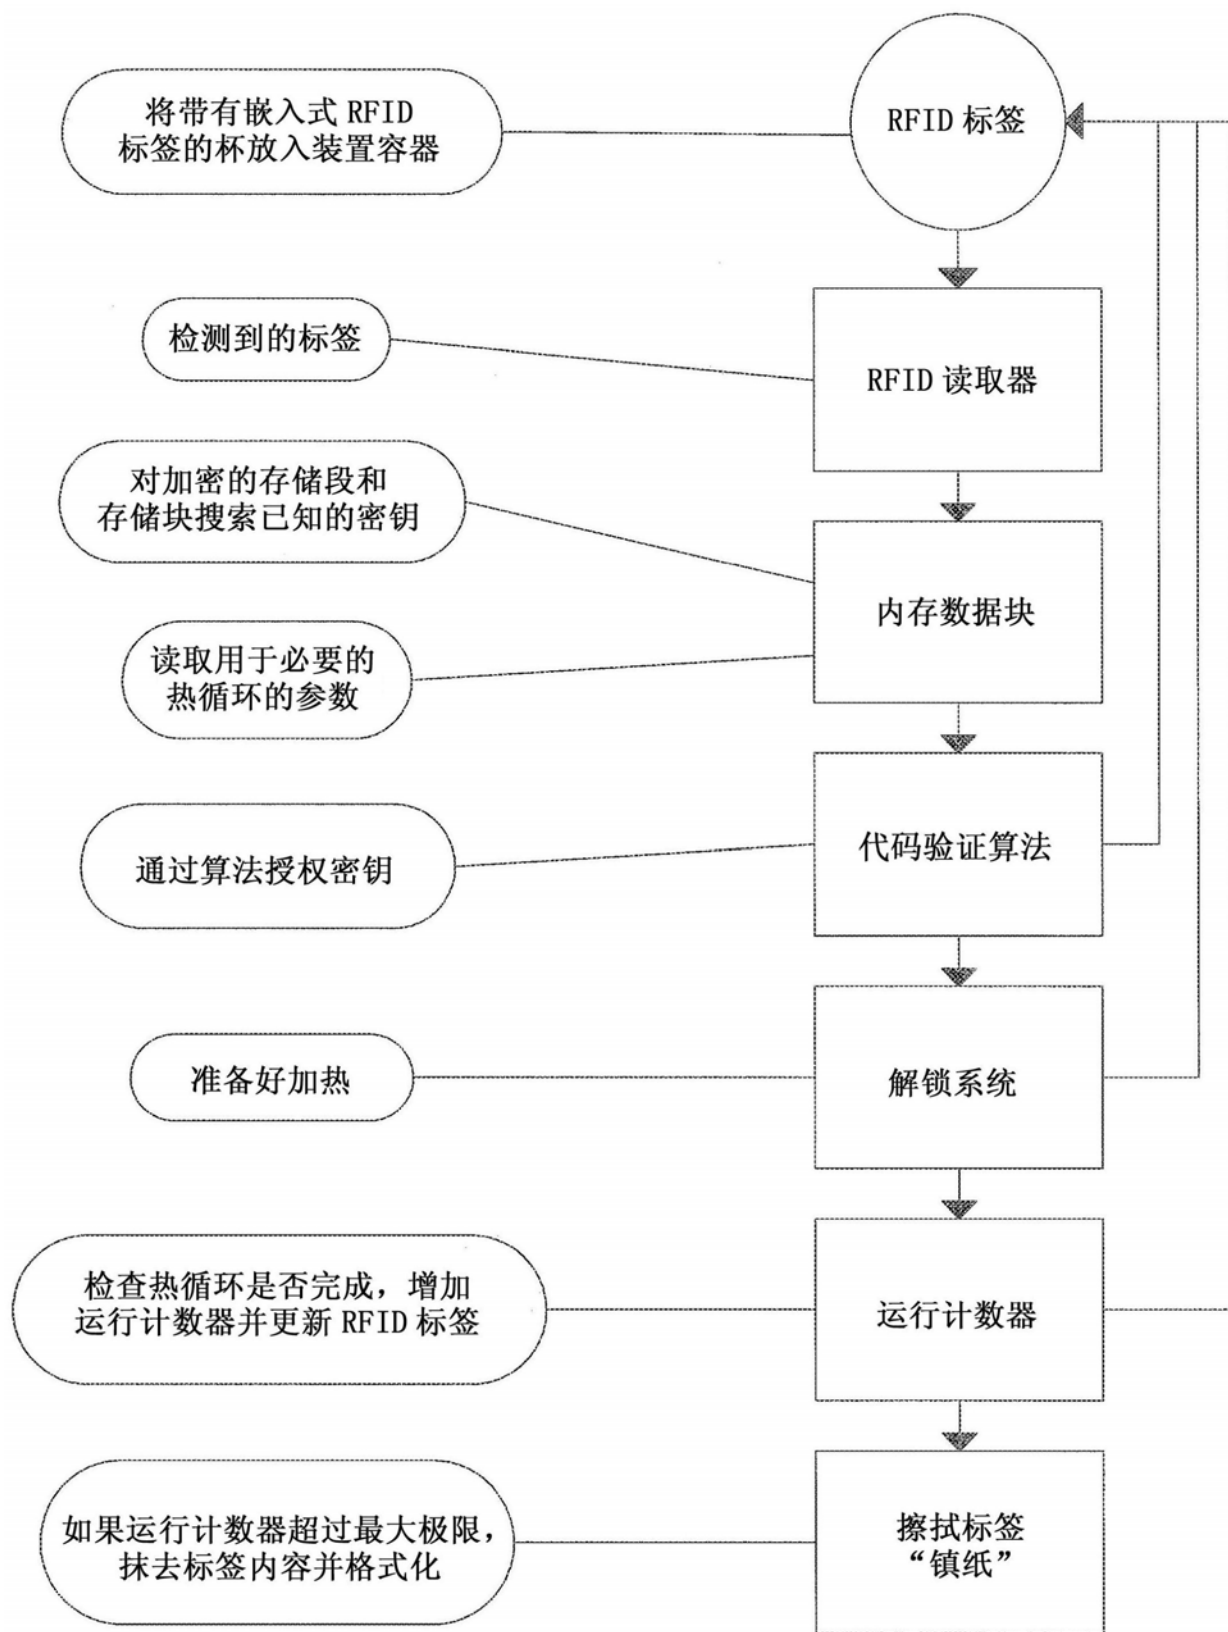 将带有嵌入式 RFID
标签的杯放入装置容器
RFID 标签
检测到的标签
RFID 读取器
对加密的存储段和
存储块搜索已知的密钥
内存数据块
读取用于必要的
热循环的参数
通过算法授权密钥
代码验证算法
准备好加热
解锁系统
检查热循环是否完成，增加
运行计数器并更新 RFID 标签
运行计数器
如果运行计数器超过最大极限，
抹去标签内容并格式化
擦拭标签
“镇纸”